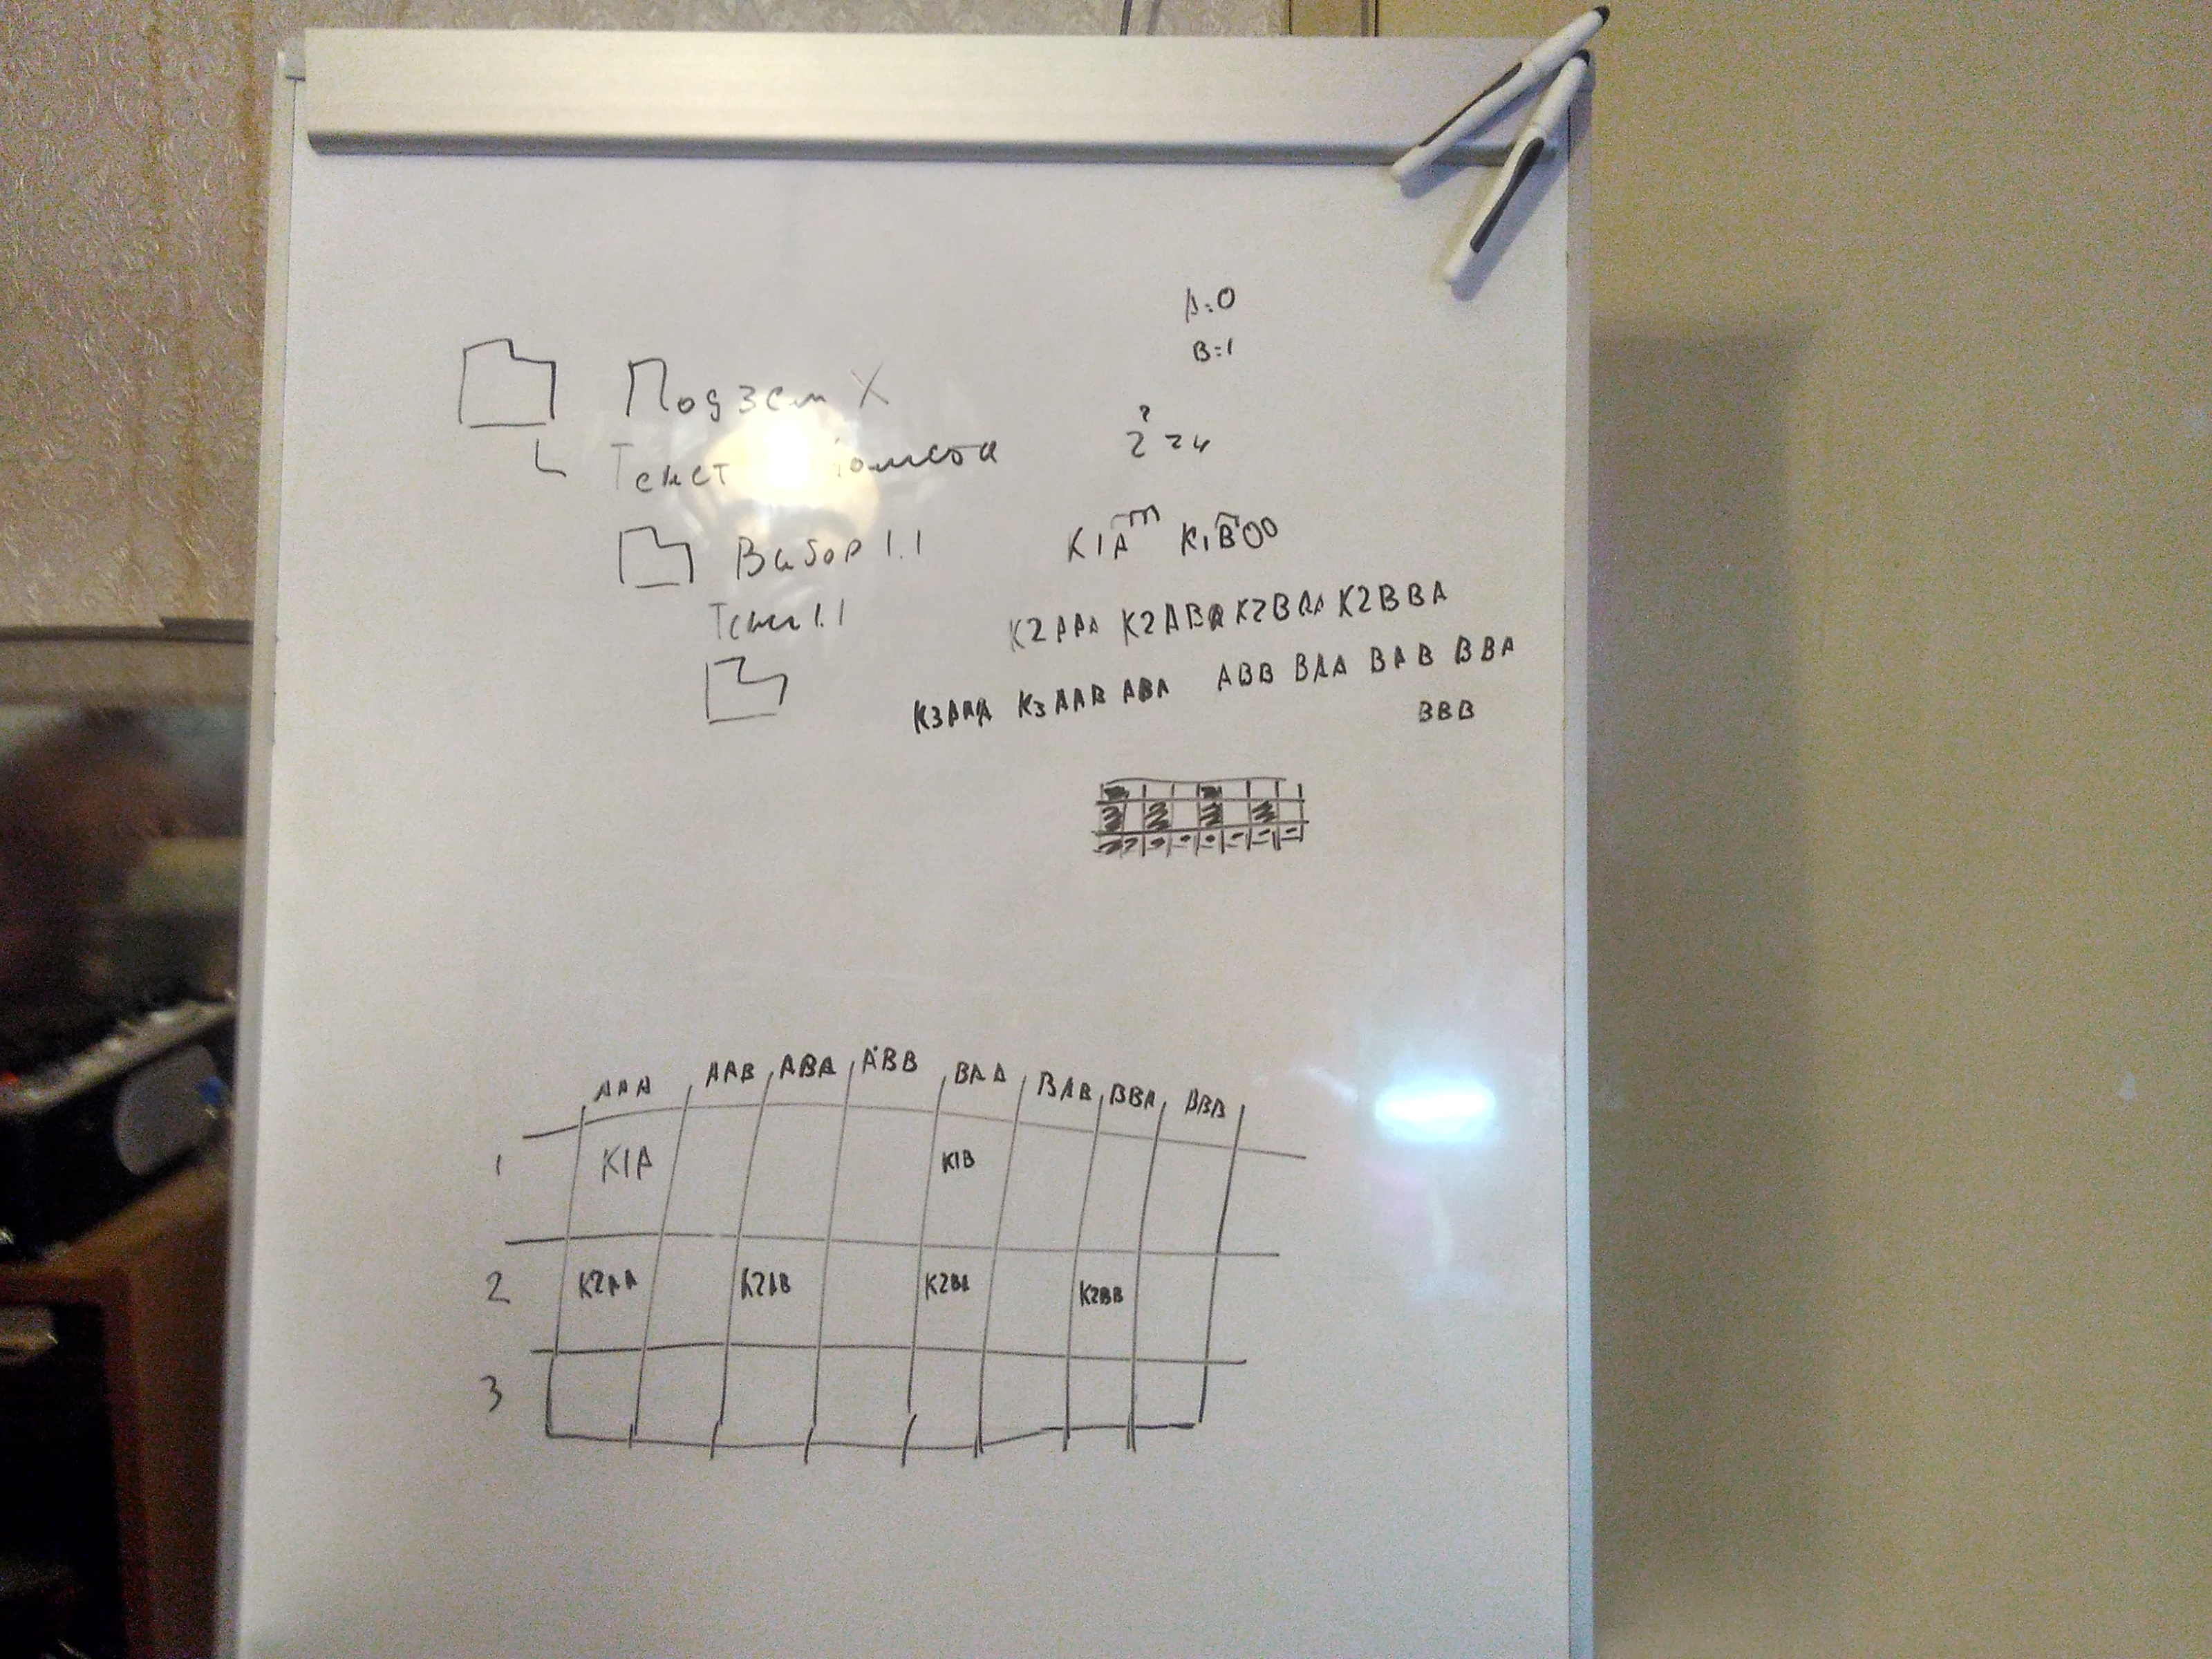 A=0
B=1
Подзем X
Текст
? 
2 = 4
Выбор 1.1
K1A K1B00
Текст 1.1
K2AAA K2ABA K2BAA K2BBA
K3AAA K3AAB ABA ABB BAA BAB BBA
BBB
AAA AAB ABA ABB BAA BAB BBA BBB
1 K1A K1B
2 K2AA K2AB K2BA K2BB
3